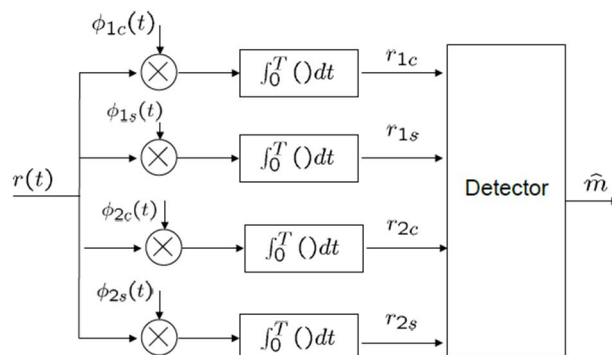 ϕ1c(t)
∫₀ᵀ ()dt
r1c
ϕ1s(t)
∫₀ᵀ ()dt
r1s
r(t)
Detector
m̂
ϕ2c(t)
∫₀ᵀ ()dt
r2c
ϕ2s(t)
∫₀ᵀ ()dt
r2s